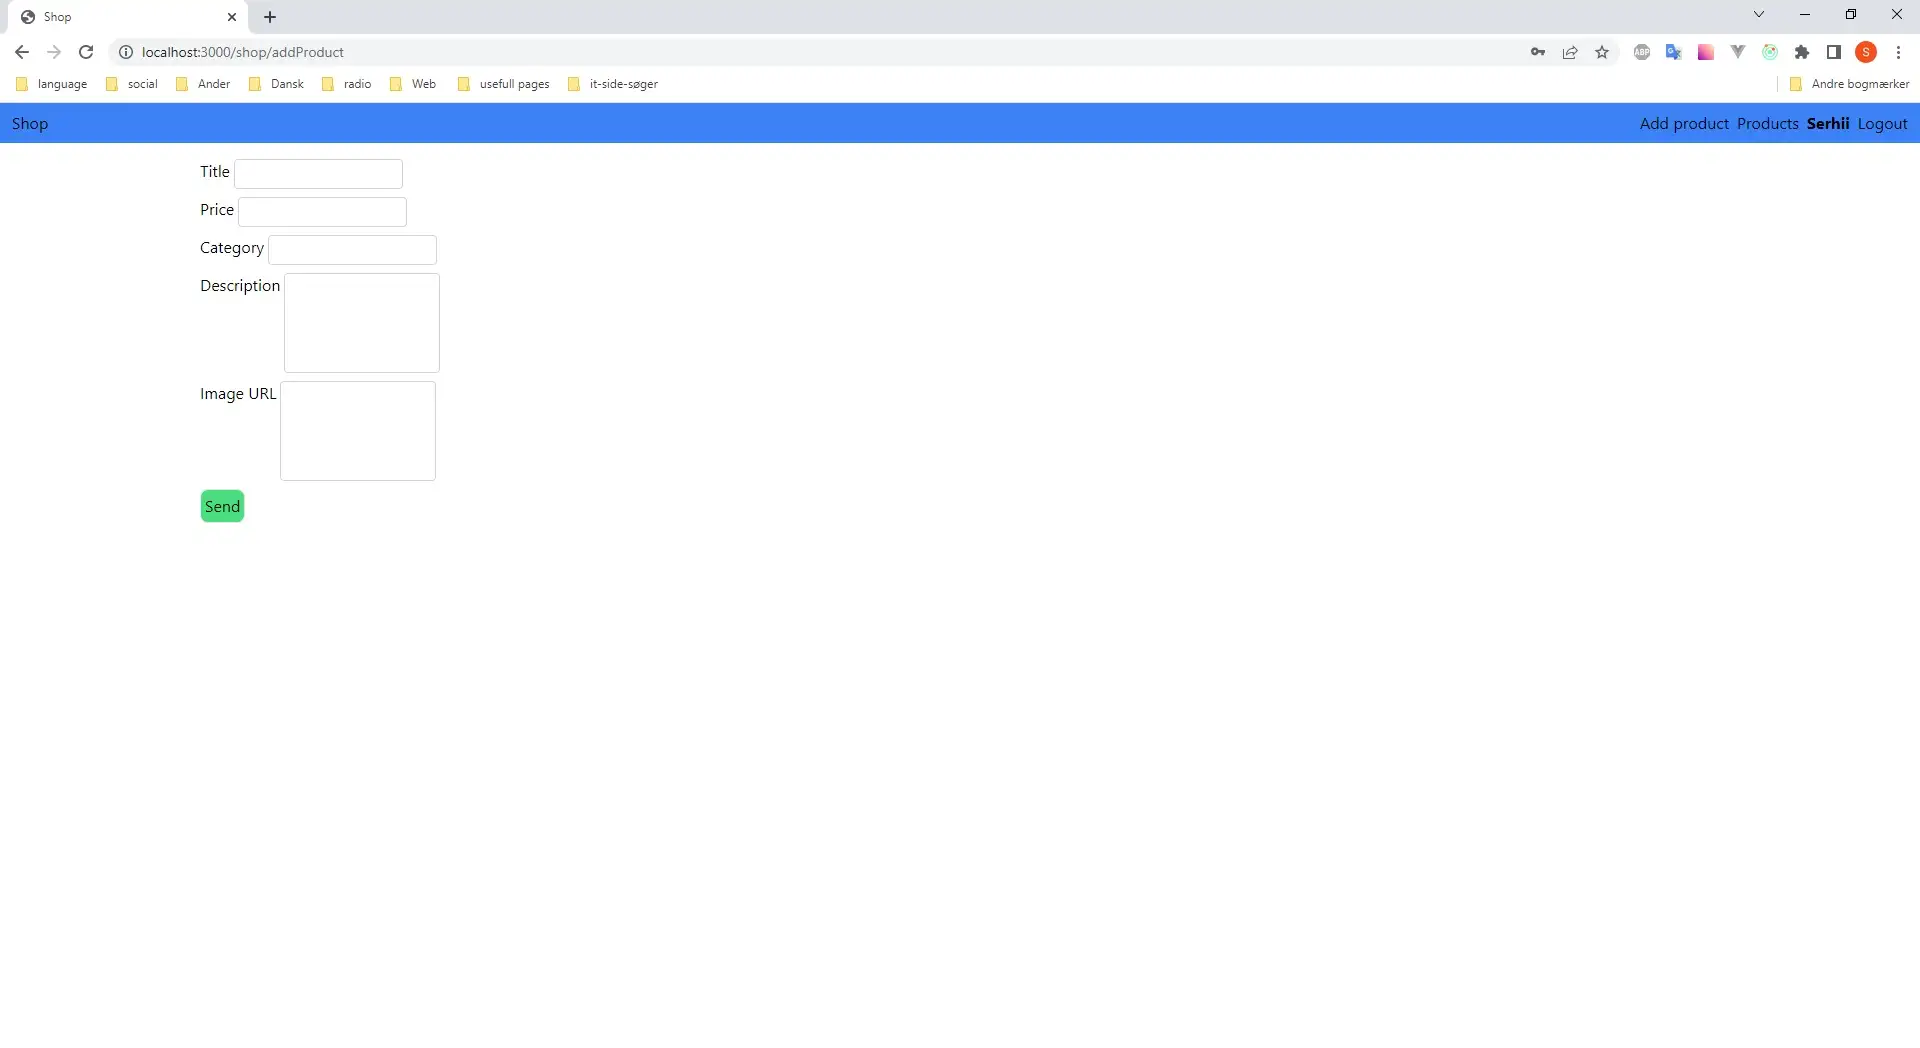 Shop
localhost:3000/shop/addProduct
ABP
S
language social Ander Dansk radio Web usefull pages it-side-søger Andre bogmærker
Shop Add product Products Serhii Logout
Title
Price
Category
Description
Image URL
Send